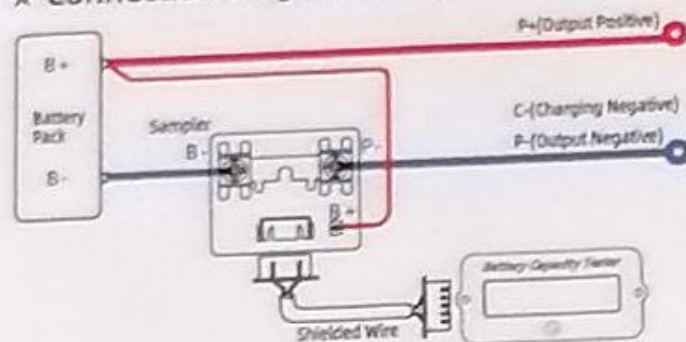 P+(Output Positive)
B+
Battery
Pack
Sampler
C-(Charging Negative)
B-
P-
P-(Output Negative)
B-
B+
Battery Capacity Tester
Shielded Wire